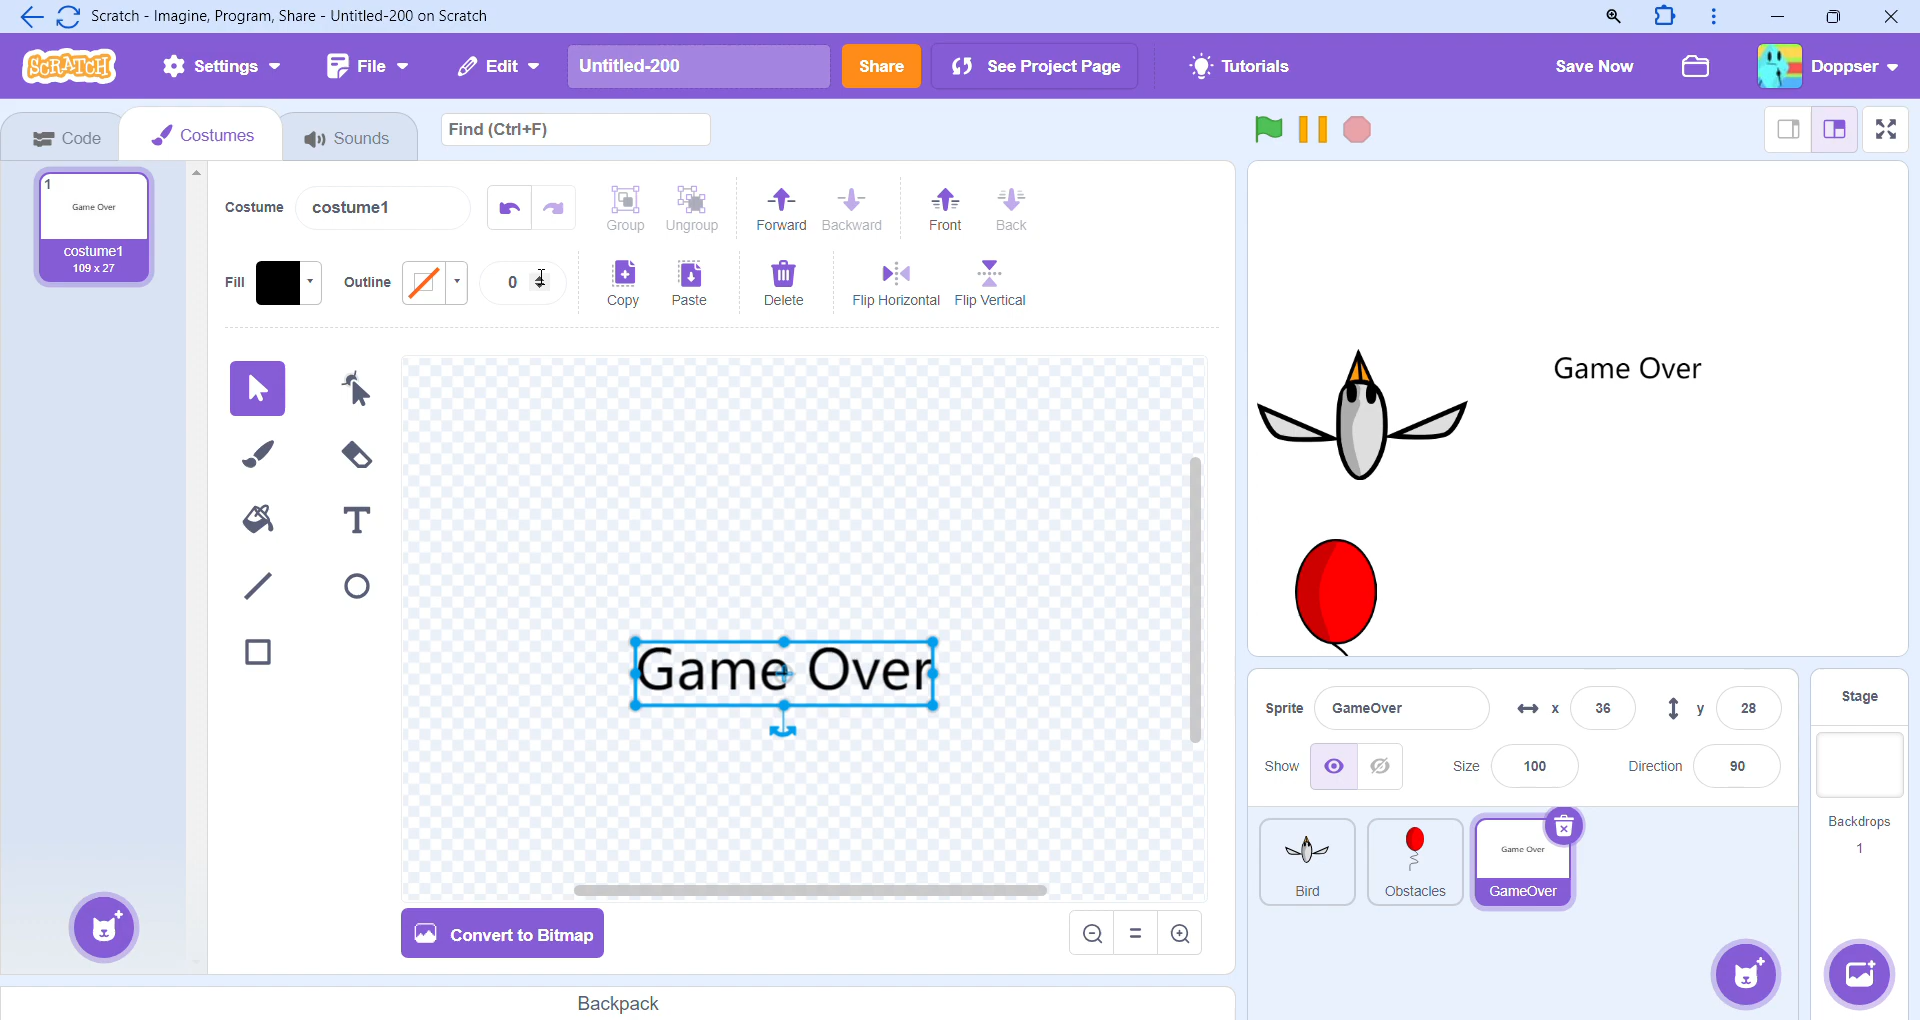 Scratch - Imagine, Program, Share - Untitled-200 on Scratch
SCRATCH
Settings
File
Edit
Untitled-200
Share
See Project Page
Tutorials
Save Now
Doppser
Code
Costumes
Sounds
Find (Ctrl+F)
1
Game Over
costume1
109 x 27
Costume
costume1
Group
Ungroup
Forward
Backward
Front
Back
Fill
Outline
0
Copy
Paste
Delete
Flip Horizontal
Flip Vertical
Game Over
Convert to Bitmap
Backpack
Game Over
Sprite
GameOver
x
36
y
28
Show
Size
100
Direction
90
Bird
Obstacles
Game Over
GameOver
Stage
Backdrops
1